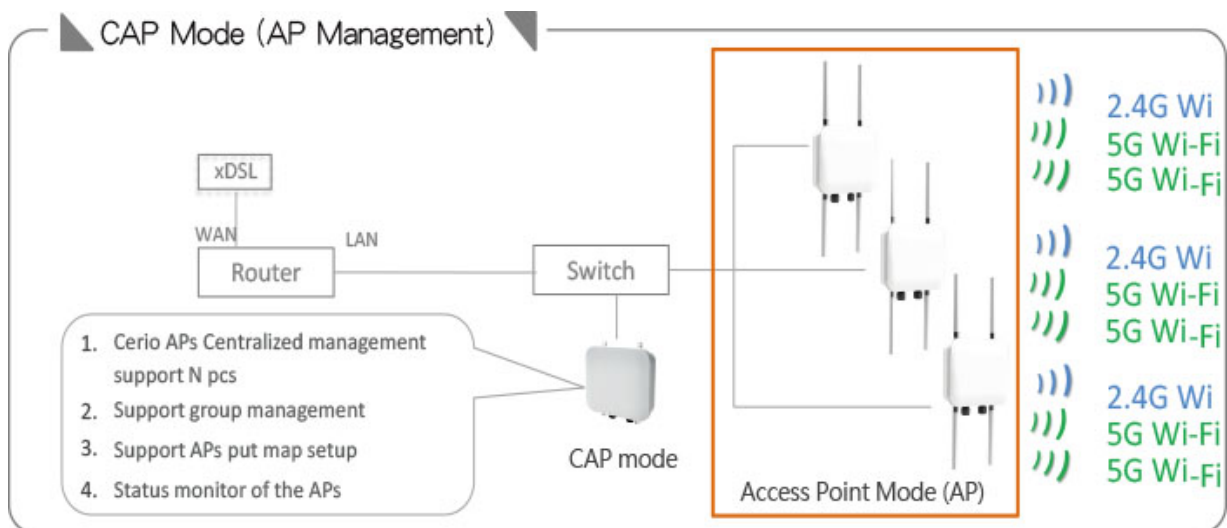 CAP Mode (AP Management)
xDSL
WAN
LAN
Router
Switch
1. Cerio APs Centralized management
support N pcs
2. Support group management
3. Support APs put map setup
4. Status monitor of the APs
CAP mode
Access Point Mode (AP)
2.4G Wi
5G Wi-Fi
5G Wi-Fi
2.4G Wi
5G Wi-Fi
5G Wi-Fi
2.4G Wi
5G Wi-Fi
5G Wi-Fi